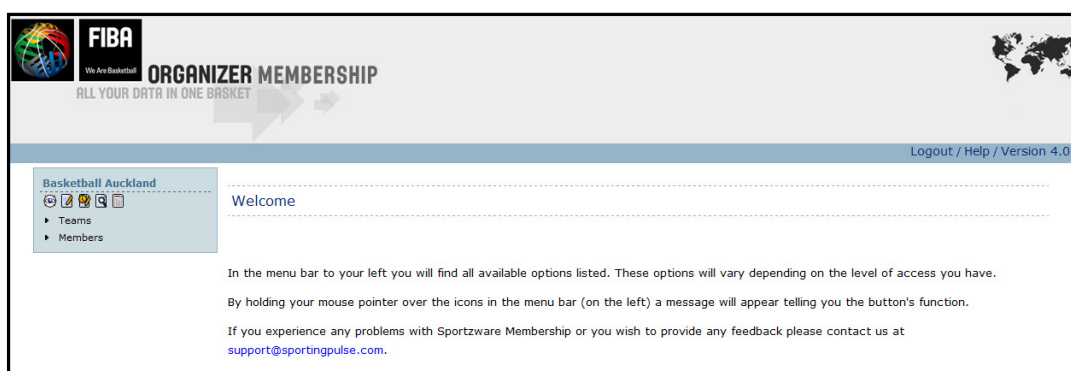 FIBA
We Are Basketball
ORGANIZER MEMBERSHIP
ALL YOUR DATA IN ONE BASKET
Logout / Help / Version 4.0
Basketball Auckland
Teams
Members
Welcome
In the menu bar to your left you will find all available options listed. These options will vary depending on the level of access you have.
By holding your mouse pointer over the icons in the menu bar (on the left) a message will appear telling you the button's function.
If you experience any problems with Sportzware Membership or you wish to provide any feedback please contact us at
support@sportingpulse.com.